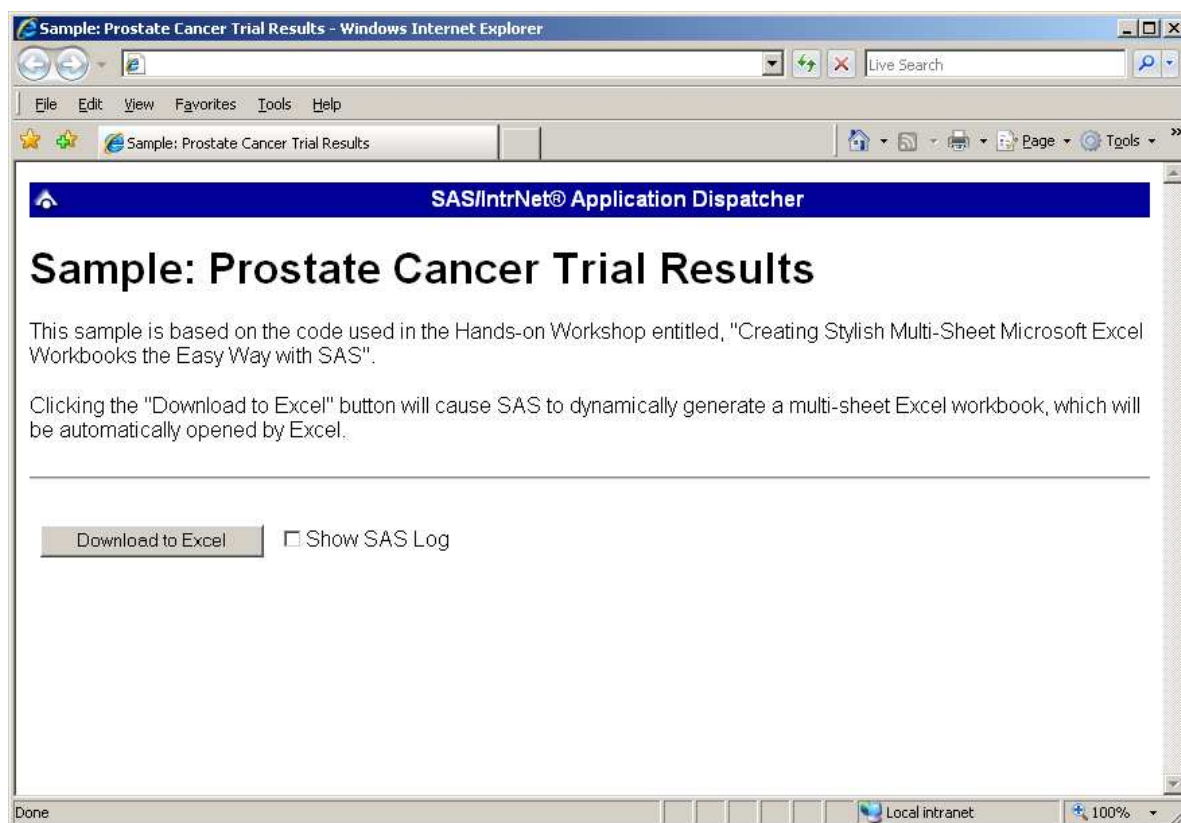 Sample: Prostate Cancer Trial Results - Windows Internet Explorer
Live Search
File Edit View Favorites Tools Help
Sample: Prostate Cancer Trial Results
Page Tools
SAS/IntrNet® Application Dispatcher
Sample: Prostate Cancer Trial Results
This sample is based on the code used in the Hands-on Workshop entitled, "Creating Stylish Multi-Sheet Microsoft Excel
Workbooks the Easy Way with SAS".
Clicking the "Download to Excel" button will cause SAS to dynamically generate a multi-sheet Excel workbook, which will
be automatically opened by Excel.
Download to Excel Show SAS Log
Done Local intranet 100%